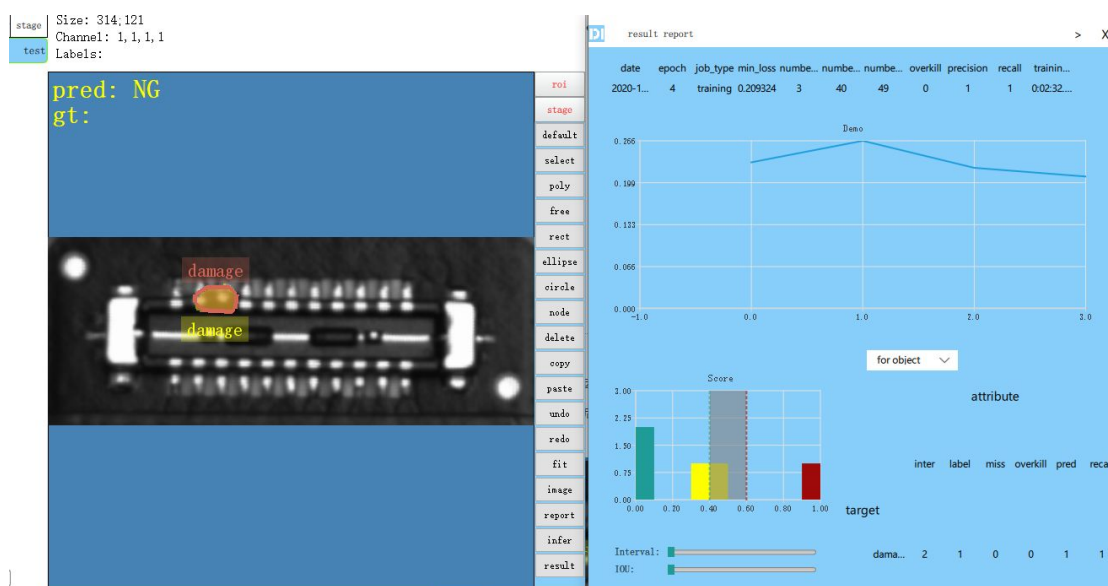 stage
Size: 314;121
Channel: 1,1,1,1
test
Labels:
pred: NG
gt:
damage
damage
roi
stage
default
select
poly
free
rect
ellipse
circle
node
delete
copy
paste
undo
redo
fit
image
report
infer
result
DI result report > X
date epoch job_type min_loss numbe... numbe... numbe... overkill precision recall trainin...
2020-1... 4 training 0.209324 3 40 49 0 1 1 0:02:32....
Demo
0.266
0.199
0.133
0.066
0.000
-1.0 0.0 1.0 2.0 3.0
for object
Score
attribute
3.00
2.25
1.50
0.75
0.00
0.00 0.20 0.40 0.60 0.80 1.00
inter label miss overkill pred reca
target
Interval:
dama... 2 1 0 0 1 1
IOU: